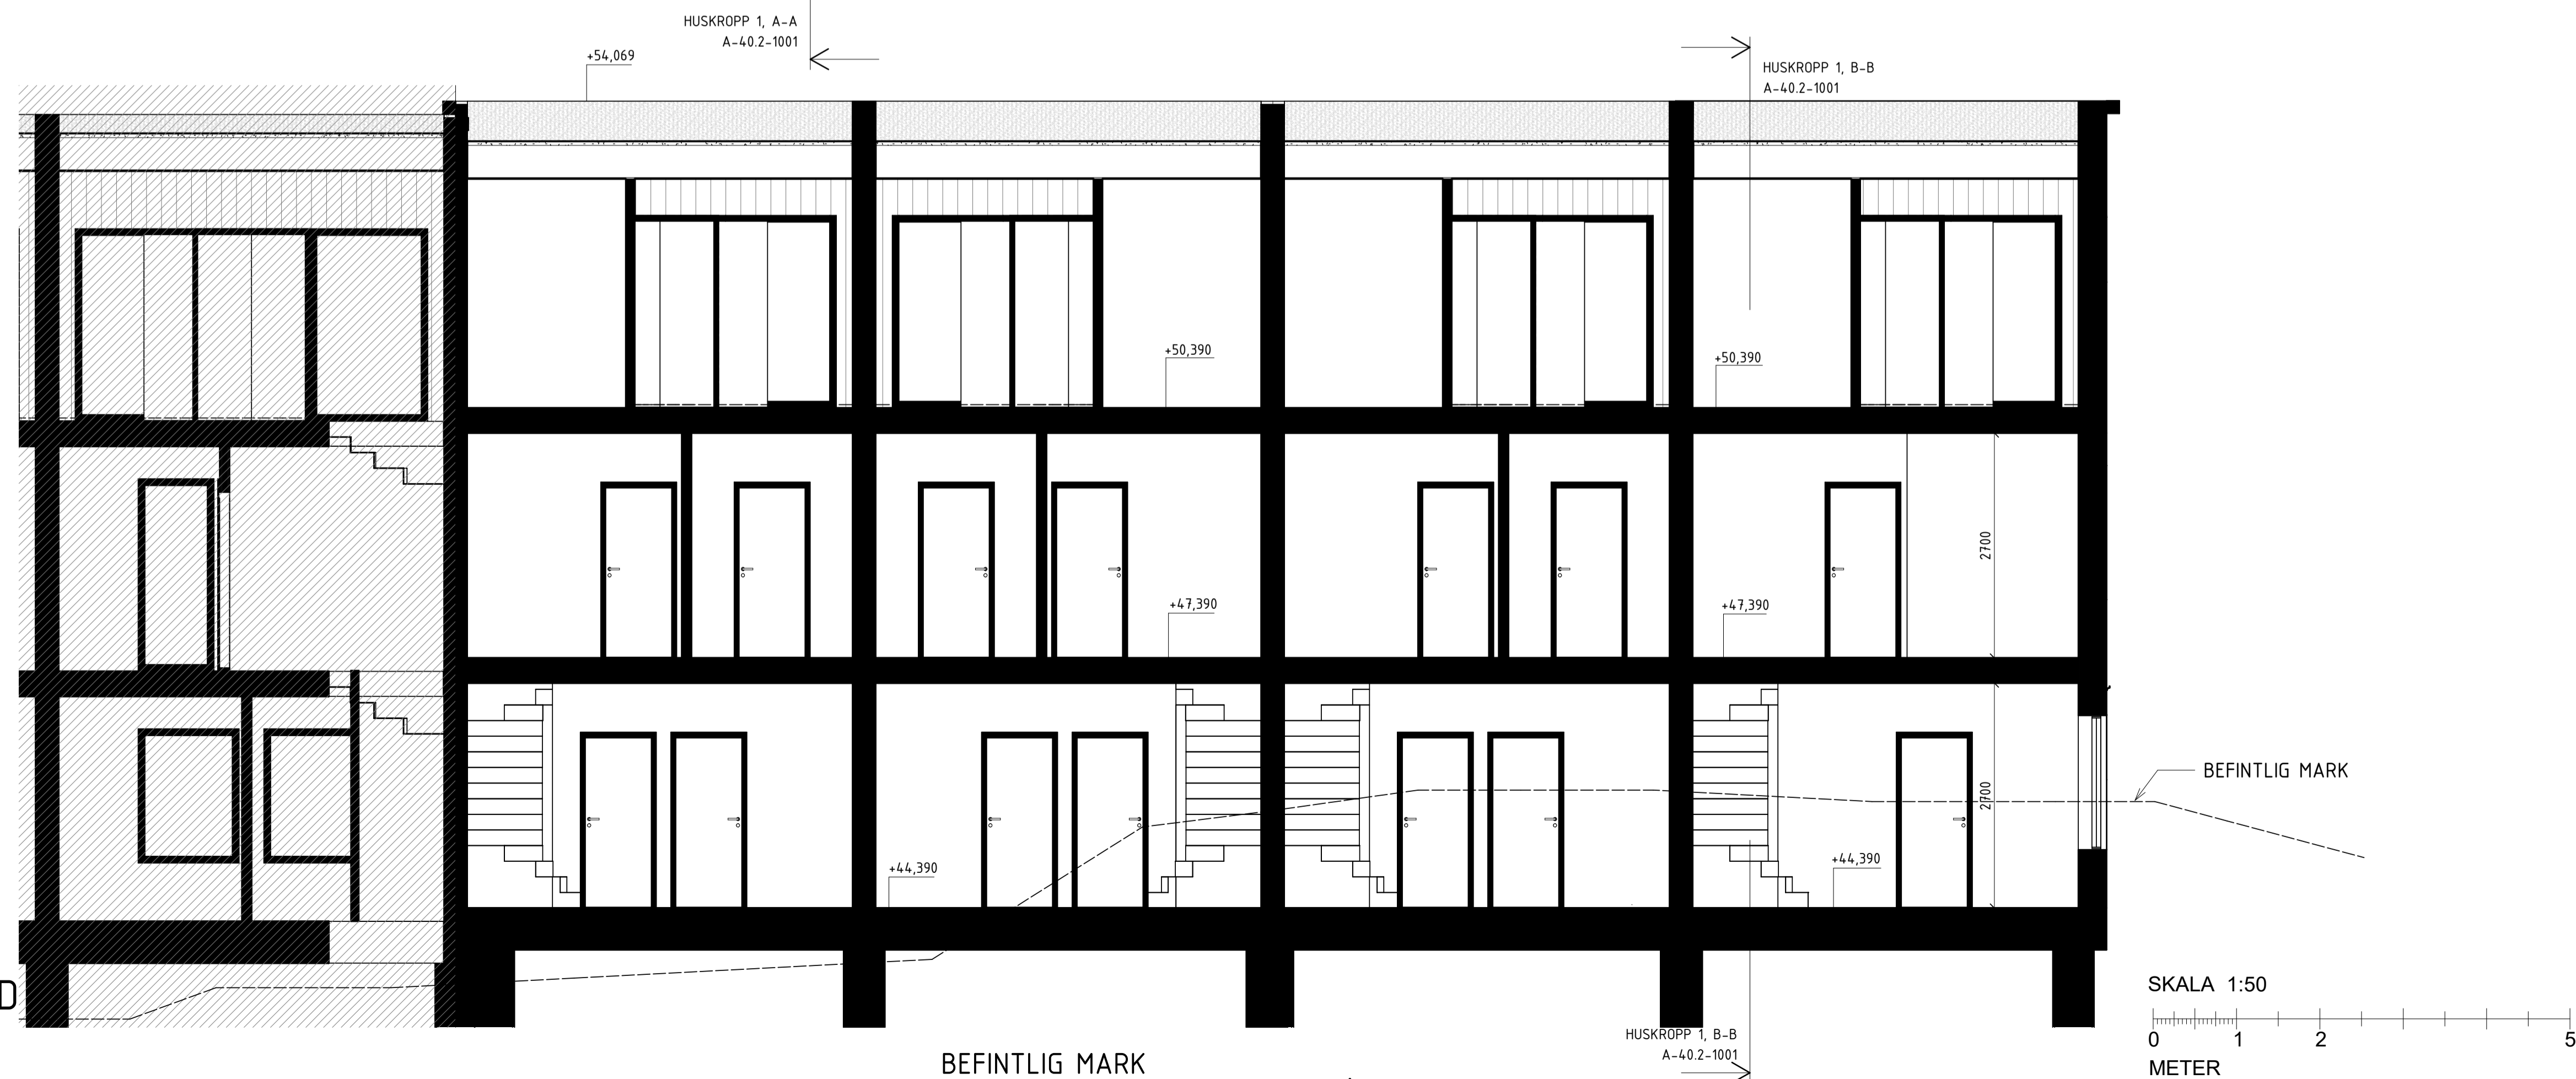 HUSKROPP 1, A-A
A-40.2-1001
+54,069
HUSKROPP 1, B-B
A-40.2-1001
+50,390
+50,390
2700
+47,390
+47,390
BEFINTLIG MARK
2700
+44,390
+44,390
D
SKALA 1:50
0 1 2 5
METER
HUSKROPP 1, B-B
A-40.2-1001
BEFINTLIG MARK